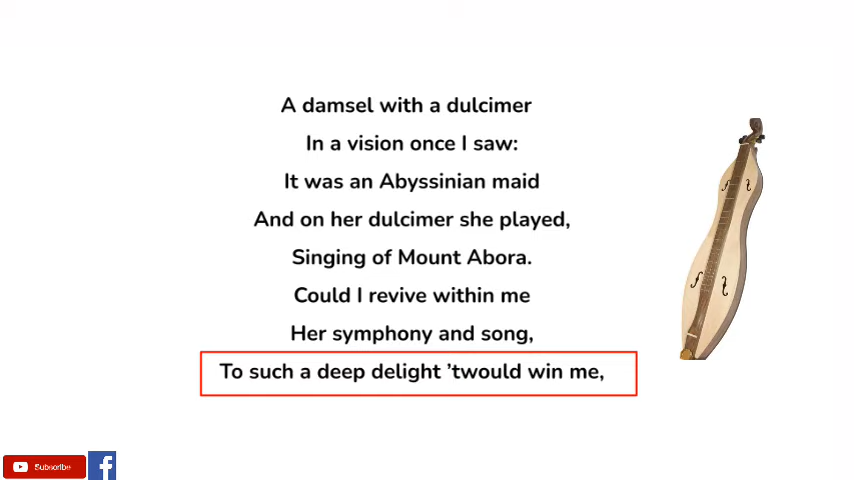 A damsel with a dulcimer
In a vision once I saw:
It was an Abyssinian maid
And on her dulcimer she played,
Singing of Mount Abora.
Could I revive within me
Her symphony and song,
To such a deep delight ’twould win me,
Subscribe